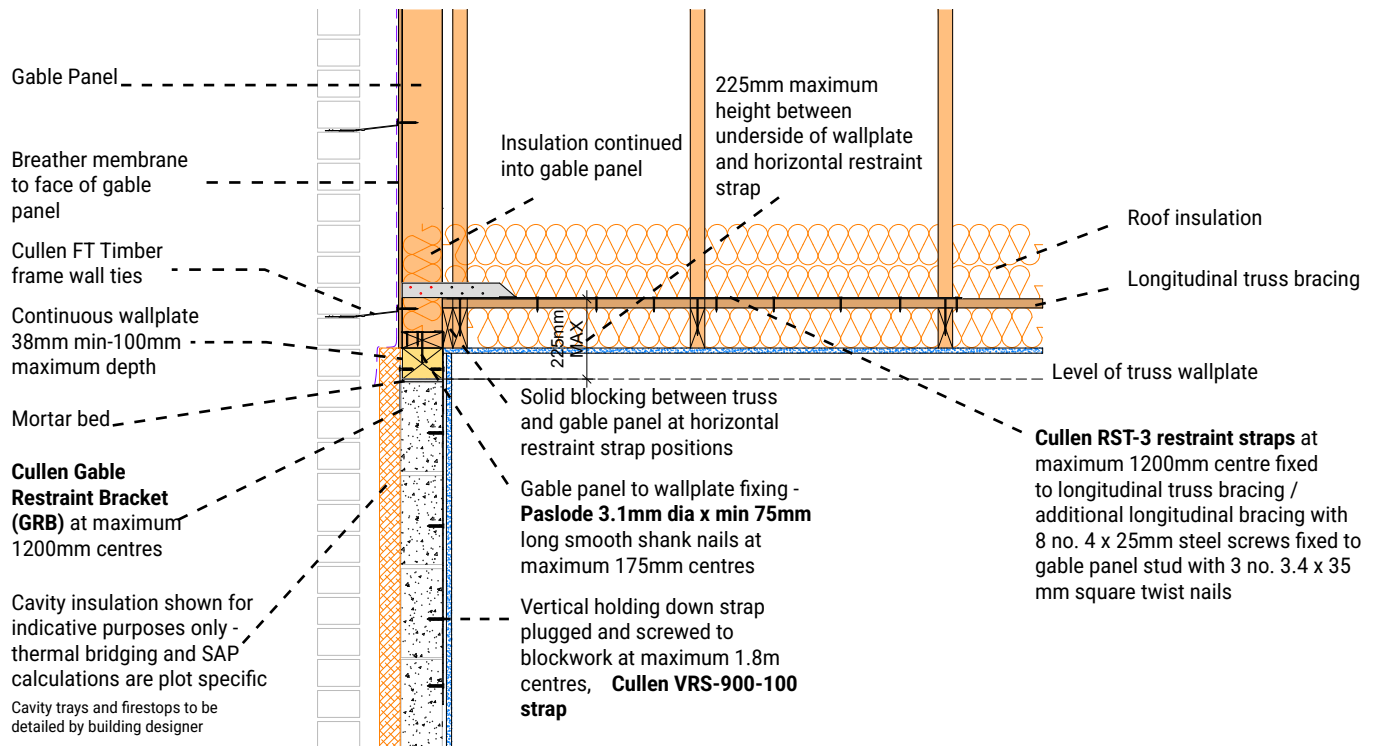 Gable Panel
Breather membrane
to face of gable
panel
Cullen FT Timber
frame wall ties
Continuous wallplate
38mm min-100mm
maximum depth
Mortar bed
Cullen Gable
Restraint Bracket
(GRB) at maximum
1200mm centres
Cavity insulation shown for
indicative purposes only -
thermal bridging and SAP
calculations are plot specific
Cavity trays and firestops to be
detailed by building designer
Insulation continued
into gable panel
225mm maximum
height between
underside of wallplate
and horizontal restraint
strap
225mm
MAX
Solid blocking between truss
and gable panel at horizontal
restraint strap positions
Gable panel to wallplate fixing -
Paslode 3.1mm dia x min 75mm
long smooth shank nails at
maximum 175mm centres
Vertical holding down strap
plugged and screwed to
blockwork at maximum 1.8m
centres, Cullen VRS-900-100
strap
Roof insulation
Longitudinal truss bracing
Level of truss wallplate
Cullen RST-3 restraint straps at
maximum 1200mm centre fixed
to longitudinal truss bracing /
additional longitudinal bracing with
8 no. 4 x 25mm steel screws fixed to
gable panel stud with 3 no. 3.4 x 35
mm square twist nails